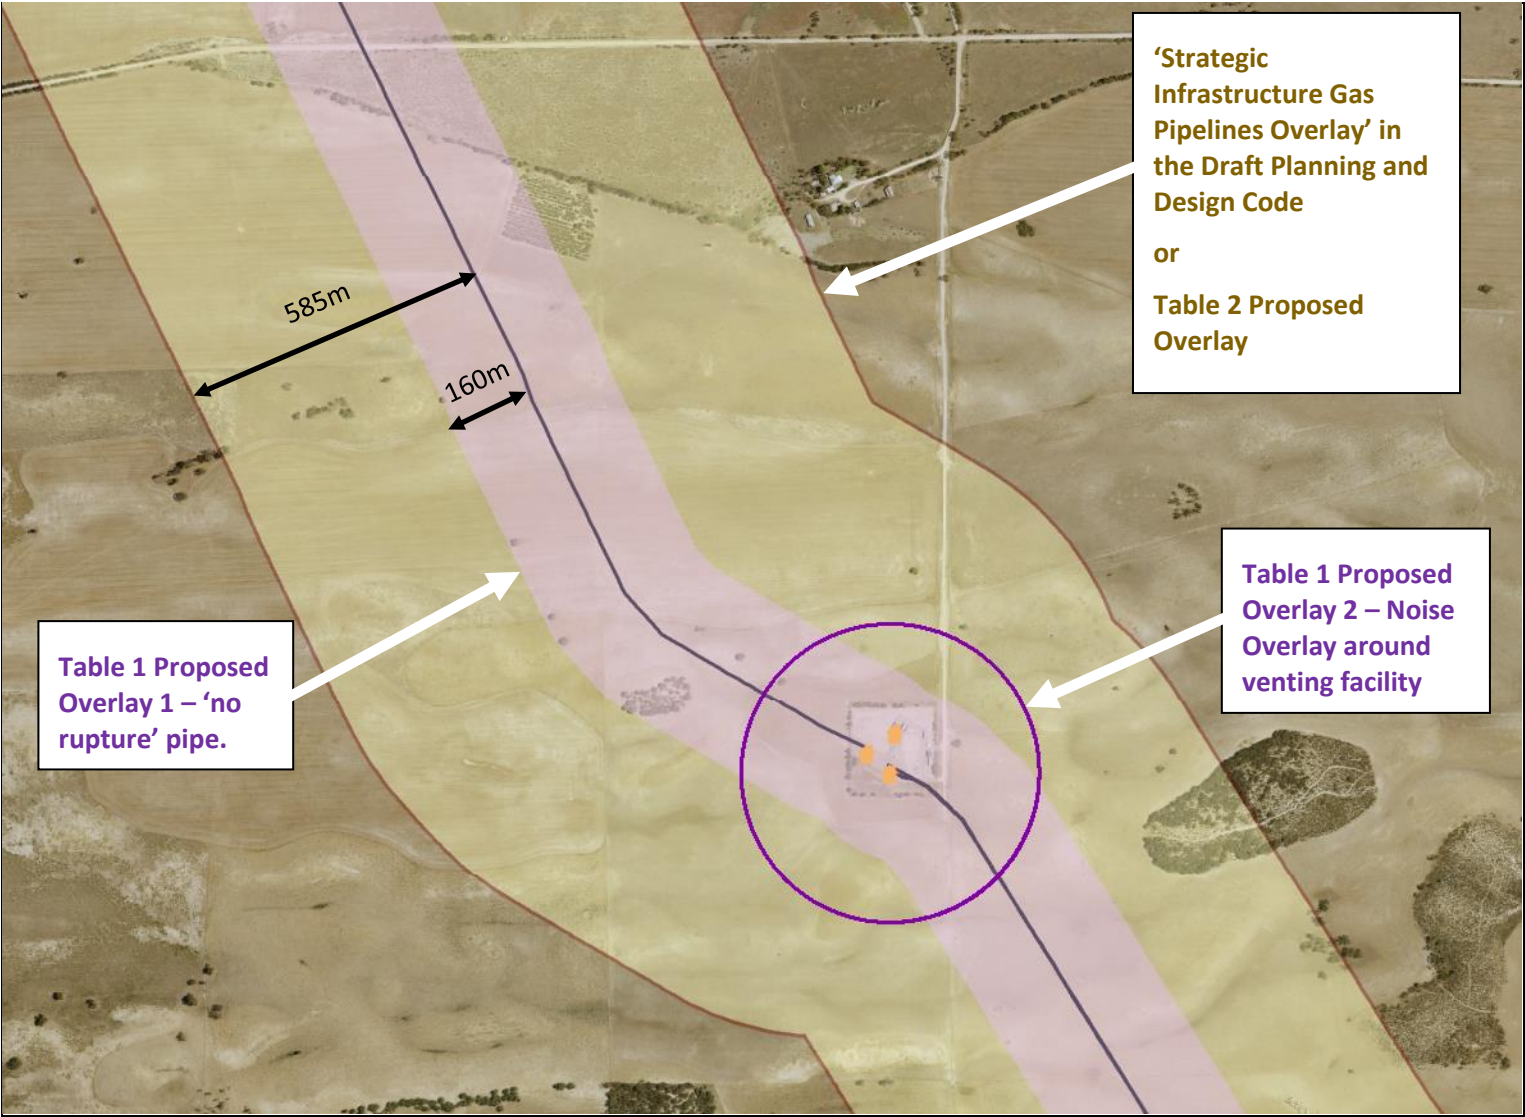 ‘Strategic
Infrastructure Gas
Pipelines Overlay’ in
the Draft Planning and
Design Code
or
Table 2 Proposed
Overlay
585m
160m
Table 1 Proposed
Overlay 2 – Noise
Overlay around
venting facility
Table 1 Proposed
Overlay 1 – ‘no
rupture’ pipe.